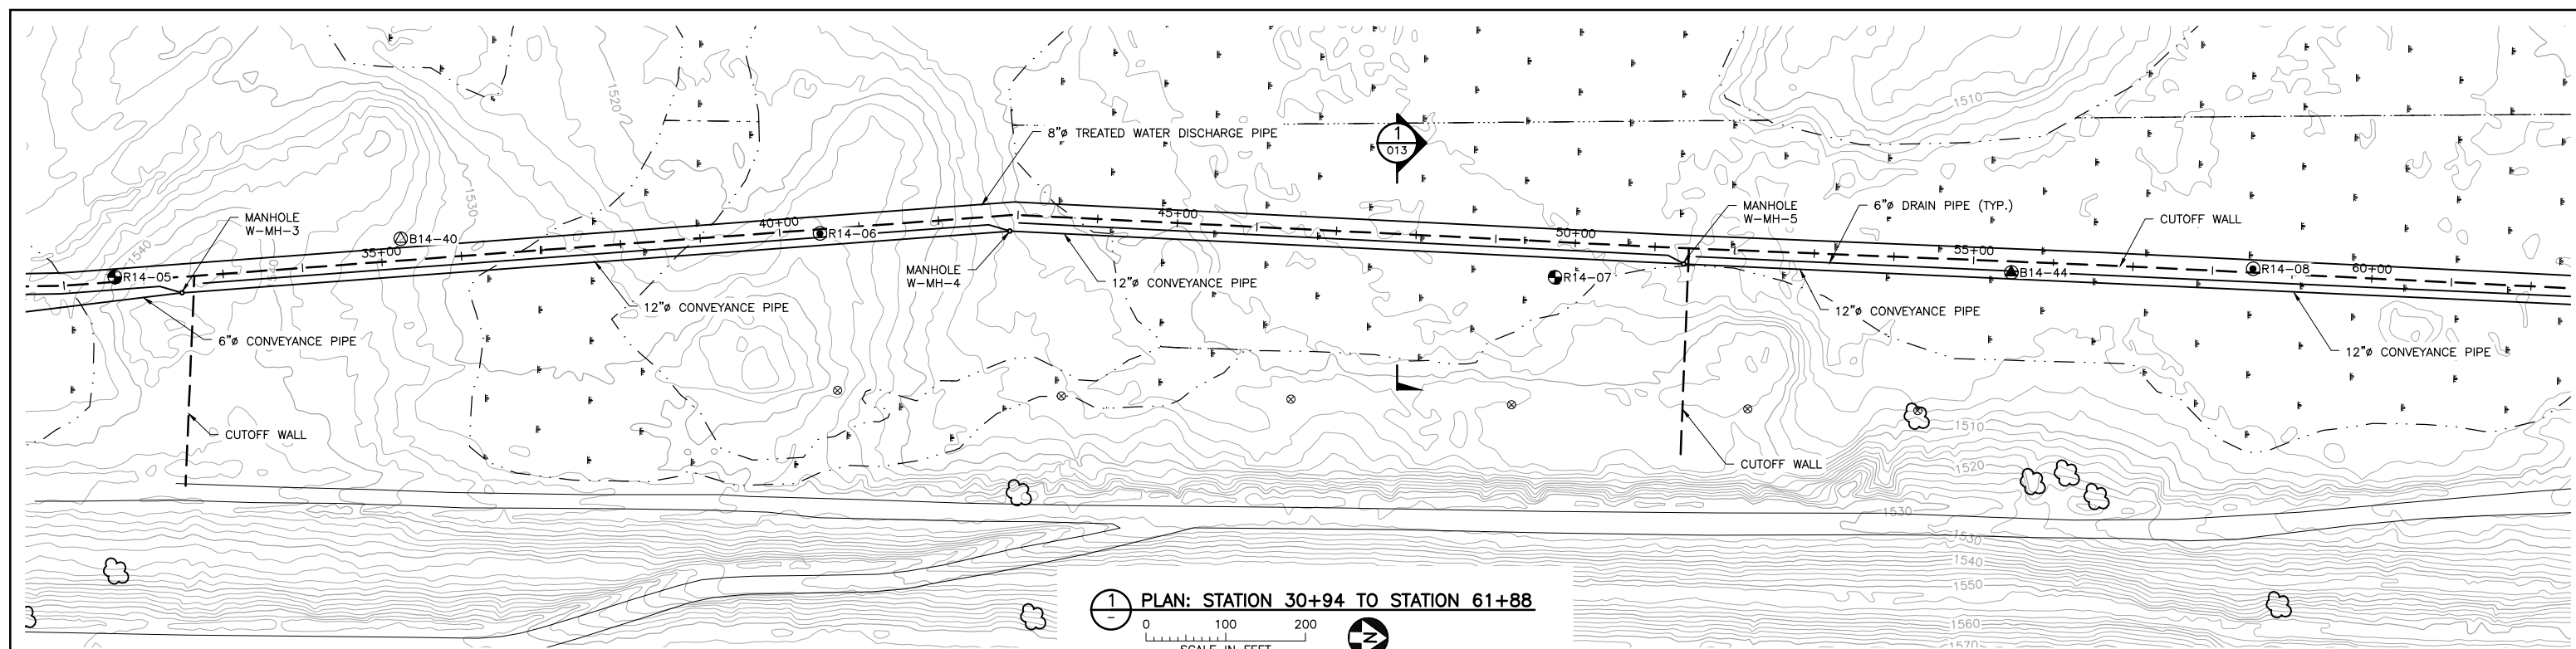 1520
1510
8"ø TREATED WATER DISCHARGE PIPE
1
013
1530
MANHOLE
W-MH-3
40+00
45+00
MANHOLE
W-MH-5
6"ø DRAIN PIPE (TYP.)
CUTOFF WALL
B14-40
R14-06
50+00
1540
35+00
55+00
R14-05
1540
MANHOLE
W-MH-4
12"ø CONVEYANCE PIPE
R14-07
B14-44
R14-08
60+00
12"ø CONVEYANCE PIPE
12"ø CONVEYANCE PIPE
6"ø CONVEYANCE PIPE
12"ø CONVEYANCE PIPE
CUTOFF WALL
1510
CUTOFF WALL
1520
1530
1530
1540
1550
1
-
PLAN: STATION 30+94 TO STATION 61+88
0 100 200
SCALE IN FEET
N
1560
1570